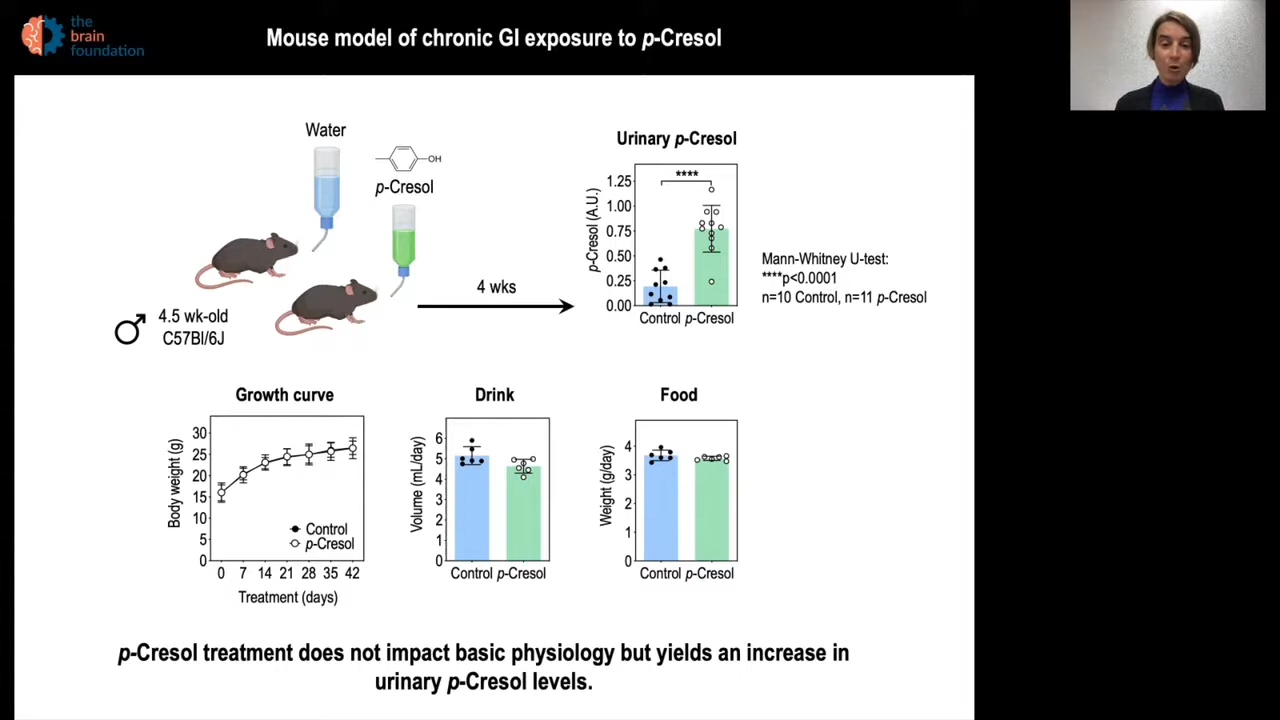 the
brain
foundation
Mouse model of chronic GI exposure to p-Cresol
Water
OH
p-Cresol
4.5 wk-old
C57Bl/6J
4 wks
Urinary p-Cresol
p-Cresol (A.U.)
1.25
1.00
0.75
0.50
0.25
0.00
****
Control p-Cresol
Mann-Whitney U-test:
****p<0.0001
n=10 Control, n=11 p-Cresol
Growth curve
Body weight (g)
30
25
20
15
10
5
0
Control
p-Cresol
0 7 14 21 28 35 42
Treatment (days)
Drink
Volume (mL/day)
6
5
4
3
2
1
0
Control p-Cresol
Food
Weight (g/day)
4
3
2
1
0
Control p-Cresol
p-Cresol treatment does not impact basic physiology but yields an increase in
urinary p-Cresol levels.